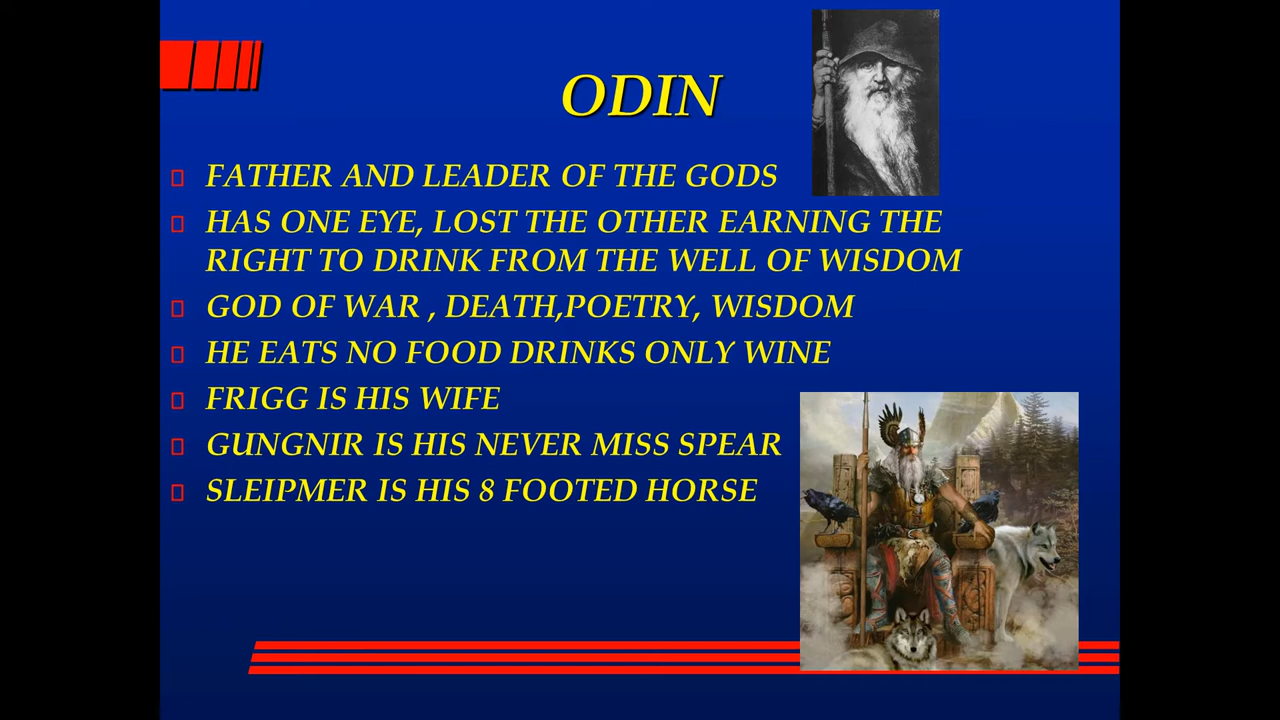 ODIN
FATHER AND LEADER OF THE GODS
HAS ONE EYE, LOST THE OTHER EARNING THE
RIGHT TO DRINK FROM THE WELL OF WISDOM
GOD OF WAR , DEATH,POETRY, WISDOM
HE EATS NO FOOD DRINKS ONLY WINE
FRIGG IS HIS WIFE
GUNGNIR IS HIS NEVER MISS SPEAR
SLEIPMER IS HIS 8 FOOTED HORSE